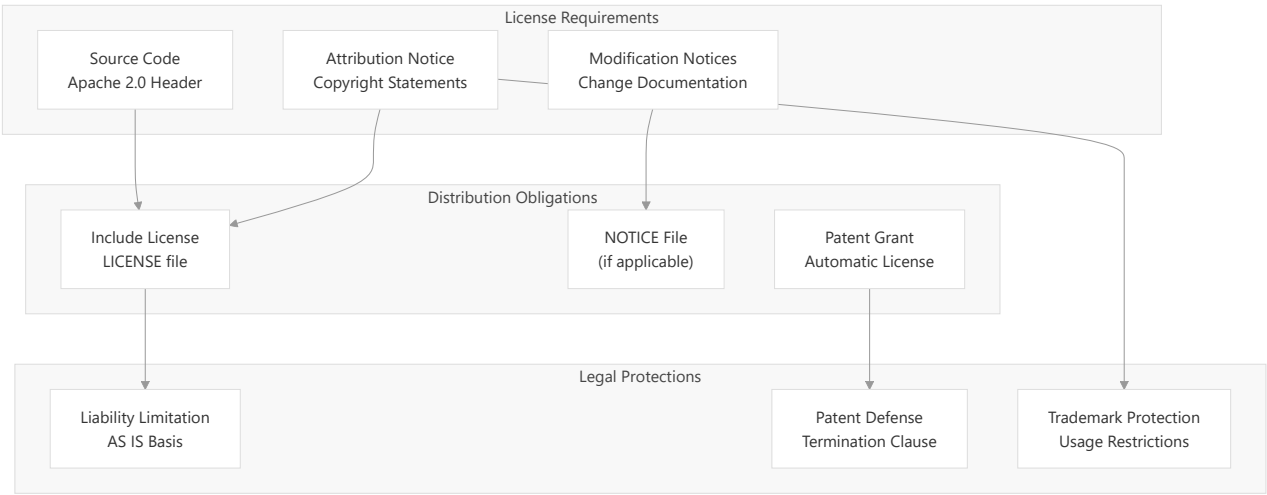 License Requirements
Source Code
Apache 2.0 Header
Attribution Notice
Copyright Statements
Modification Notices
Change Documentation
Distribution Obligations
Include License
LICENSE file
NOTICE File
(if applicable)
Patent Grant
Automatic License
Legal Protections
Liability Limitation
AS IS Basis
Patent Defense
Termination Clause
Trademark Protection
Usage Restrictions